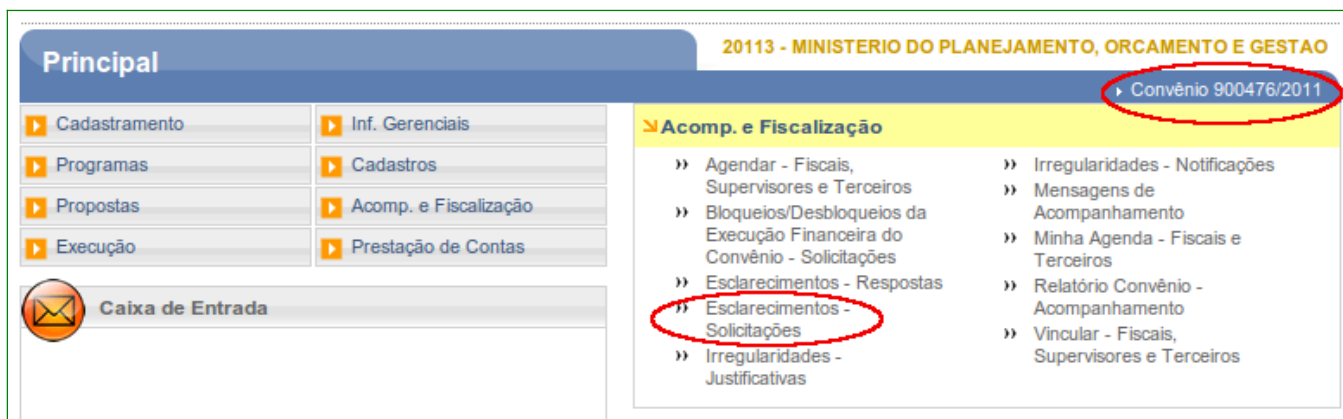 Principal
20113 - MINISTERIO DO PLANEJAMENTO, ORCAMENTO E GESTAO
Convênio 900476/2011
Cadastramento
Inf. Gerenciais
Programas
Cadastros
Propostas
Acomp. e Fiscalização
Execução
Prestação de Contas
Caixa de Entrada
Acomp. e Fiscalização
Agendar - Fiscais,
Supervisores e Terceiros
Bloqueios/Desbloqueios da
Execução Financeira do
Convênio - Solicitações
Esclarecimentos - Respostas
Esclarecimentos -
Solicitações
Irregularidades -
Justificativas
Irregularidades - Notificações
Mensagens de
Acompanhamento
Minha Agenda - Fiscais e
Terceiros
Relatório Convênio -
Acompanhamento
Vincular - Fiscais,
Supervisores e Terceiros